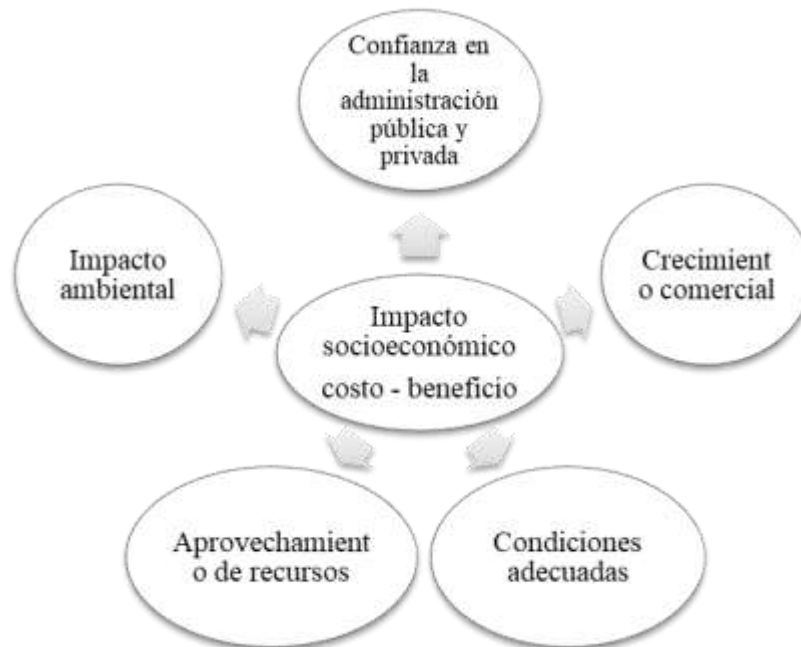 Confianza en
la
administración
pública y
privada
Impacto
ambiental
Crecimient
o comercial
Impacto
socioeconómico
costo - beneficio
Aprovechamient
o de recursos
Condiciones
adecuadas